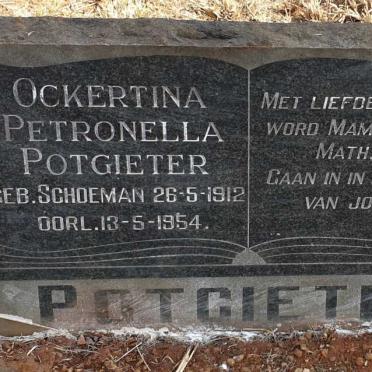 OCKERTINA
PETRONELLA
POTGIETER
GEB. SCHOEMAN 26-5-1912
OORL. 13-5-1954.
MET LIEFDE
WORD MAM
MATH.
GAAN IN IN
VAN JO
POTGIET